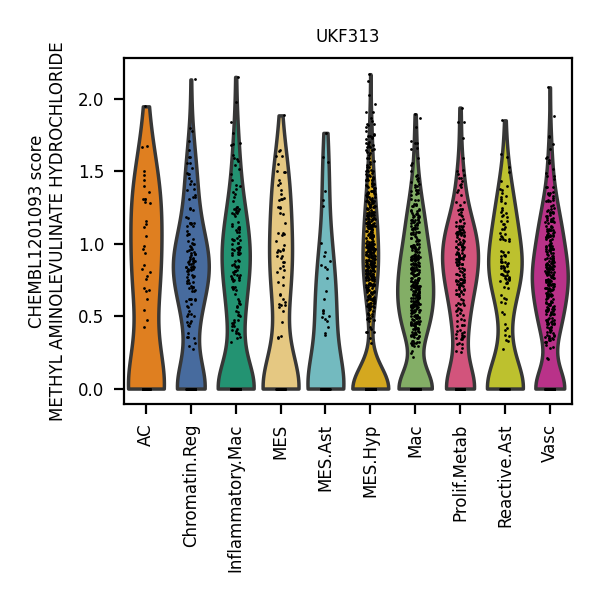 UKF313
CHEMBL1201093 score
METHYL AMINOLEVULINATE HYDROCHLORIDE
2.0
1.5
1.0
0.5
0.0
AC
Chromatin.Reg
Inflammatory.Mac
MES
MES.Ast
MES.Hyp
Mac
Prolif.Metab
Reactive.Ast
Vasc